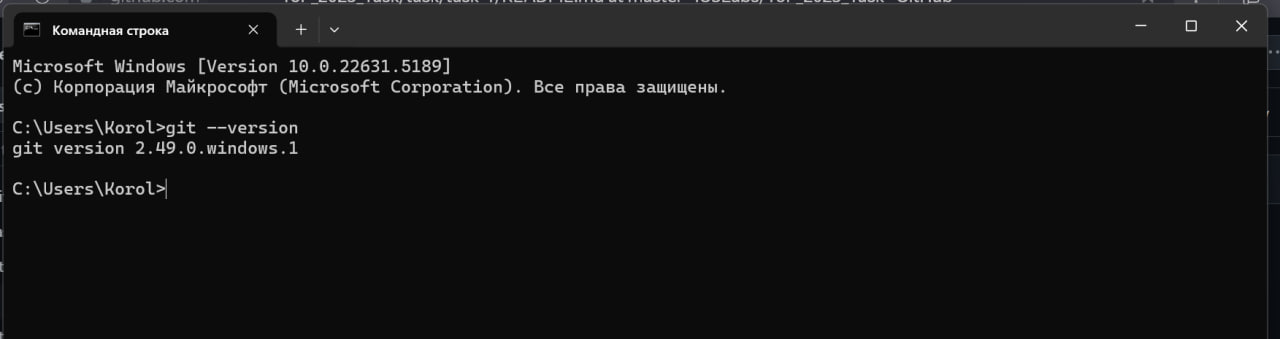 Командная строка
Microsoft Windows [Version 10.0.22631.5189]
(c) Корпорация Майкрософт (Microsoft Corporation). Все права защищены.
C:\Users\Korol>git --version
git version 2.49.0.windows.1
C:\Users\Korol>